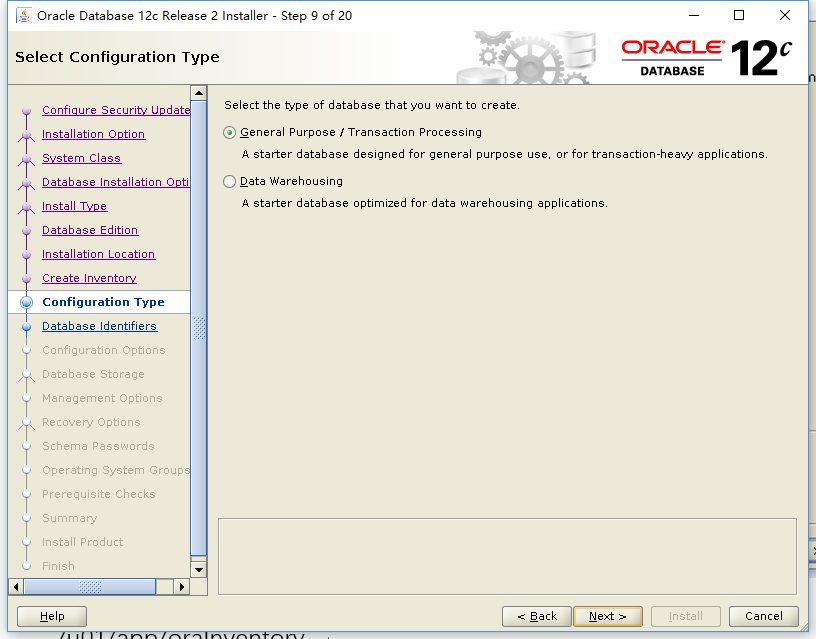 Oracle Database 12c Release 2 Installer - Step 9 of 20
Select Configuration Type
ORACLE
DATABASE
12c
Configure Security Update
Installation Option
System Class
Database Installation Opti
Install Type
Database Edition
Installation Location
Create Inventory
Configuration Type
Database Identifiers
Configuration Options
Database Storage
Management Options
Recovery Options
Schema Passwords
Operating System Groups
Prerequisite Checks
Summary
Install Product
Finish
Select the type of database that you want to create.
General Purpose / Transaction Processing
A starter database designed for general purpose use, or for transaction-heavy applications.
Data Warehousing
A starter database optimized for data warehousing applications.
Help
< Back
Next >
Install
Cancel
/u01/app/oraInventory